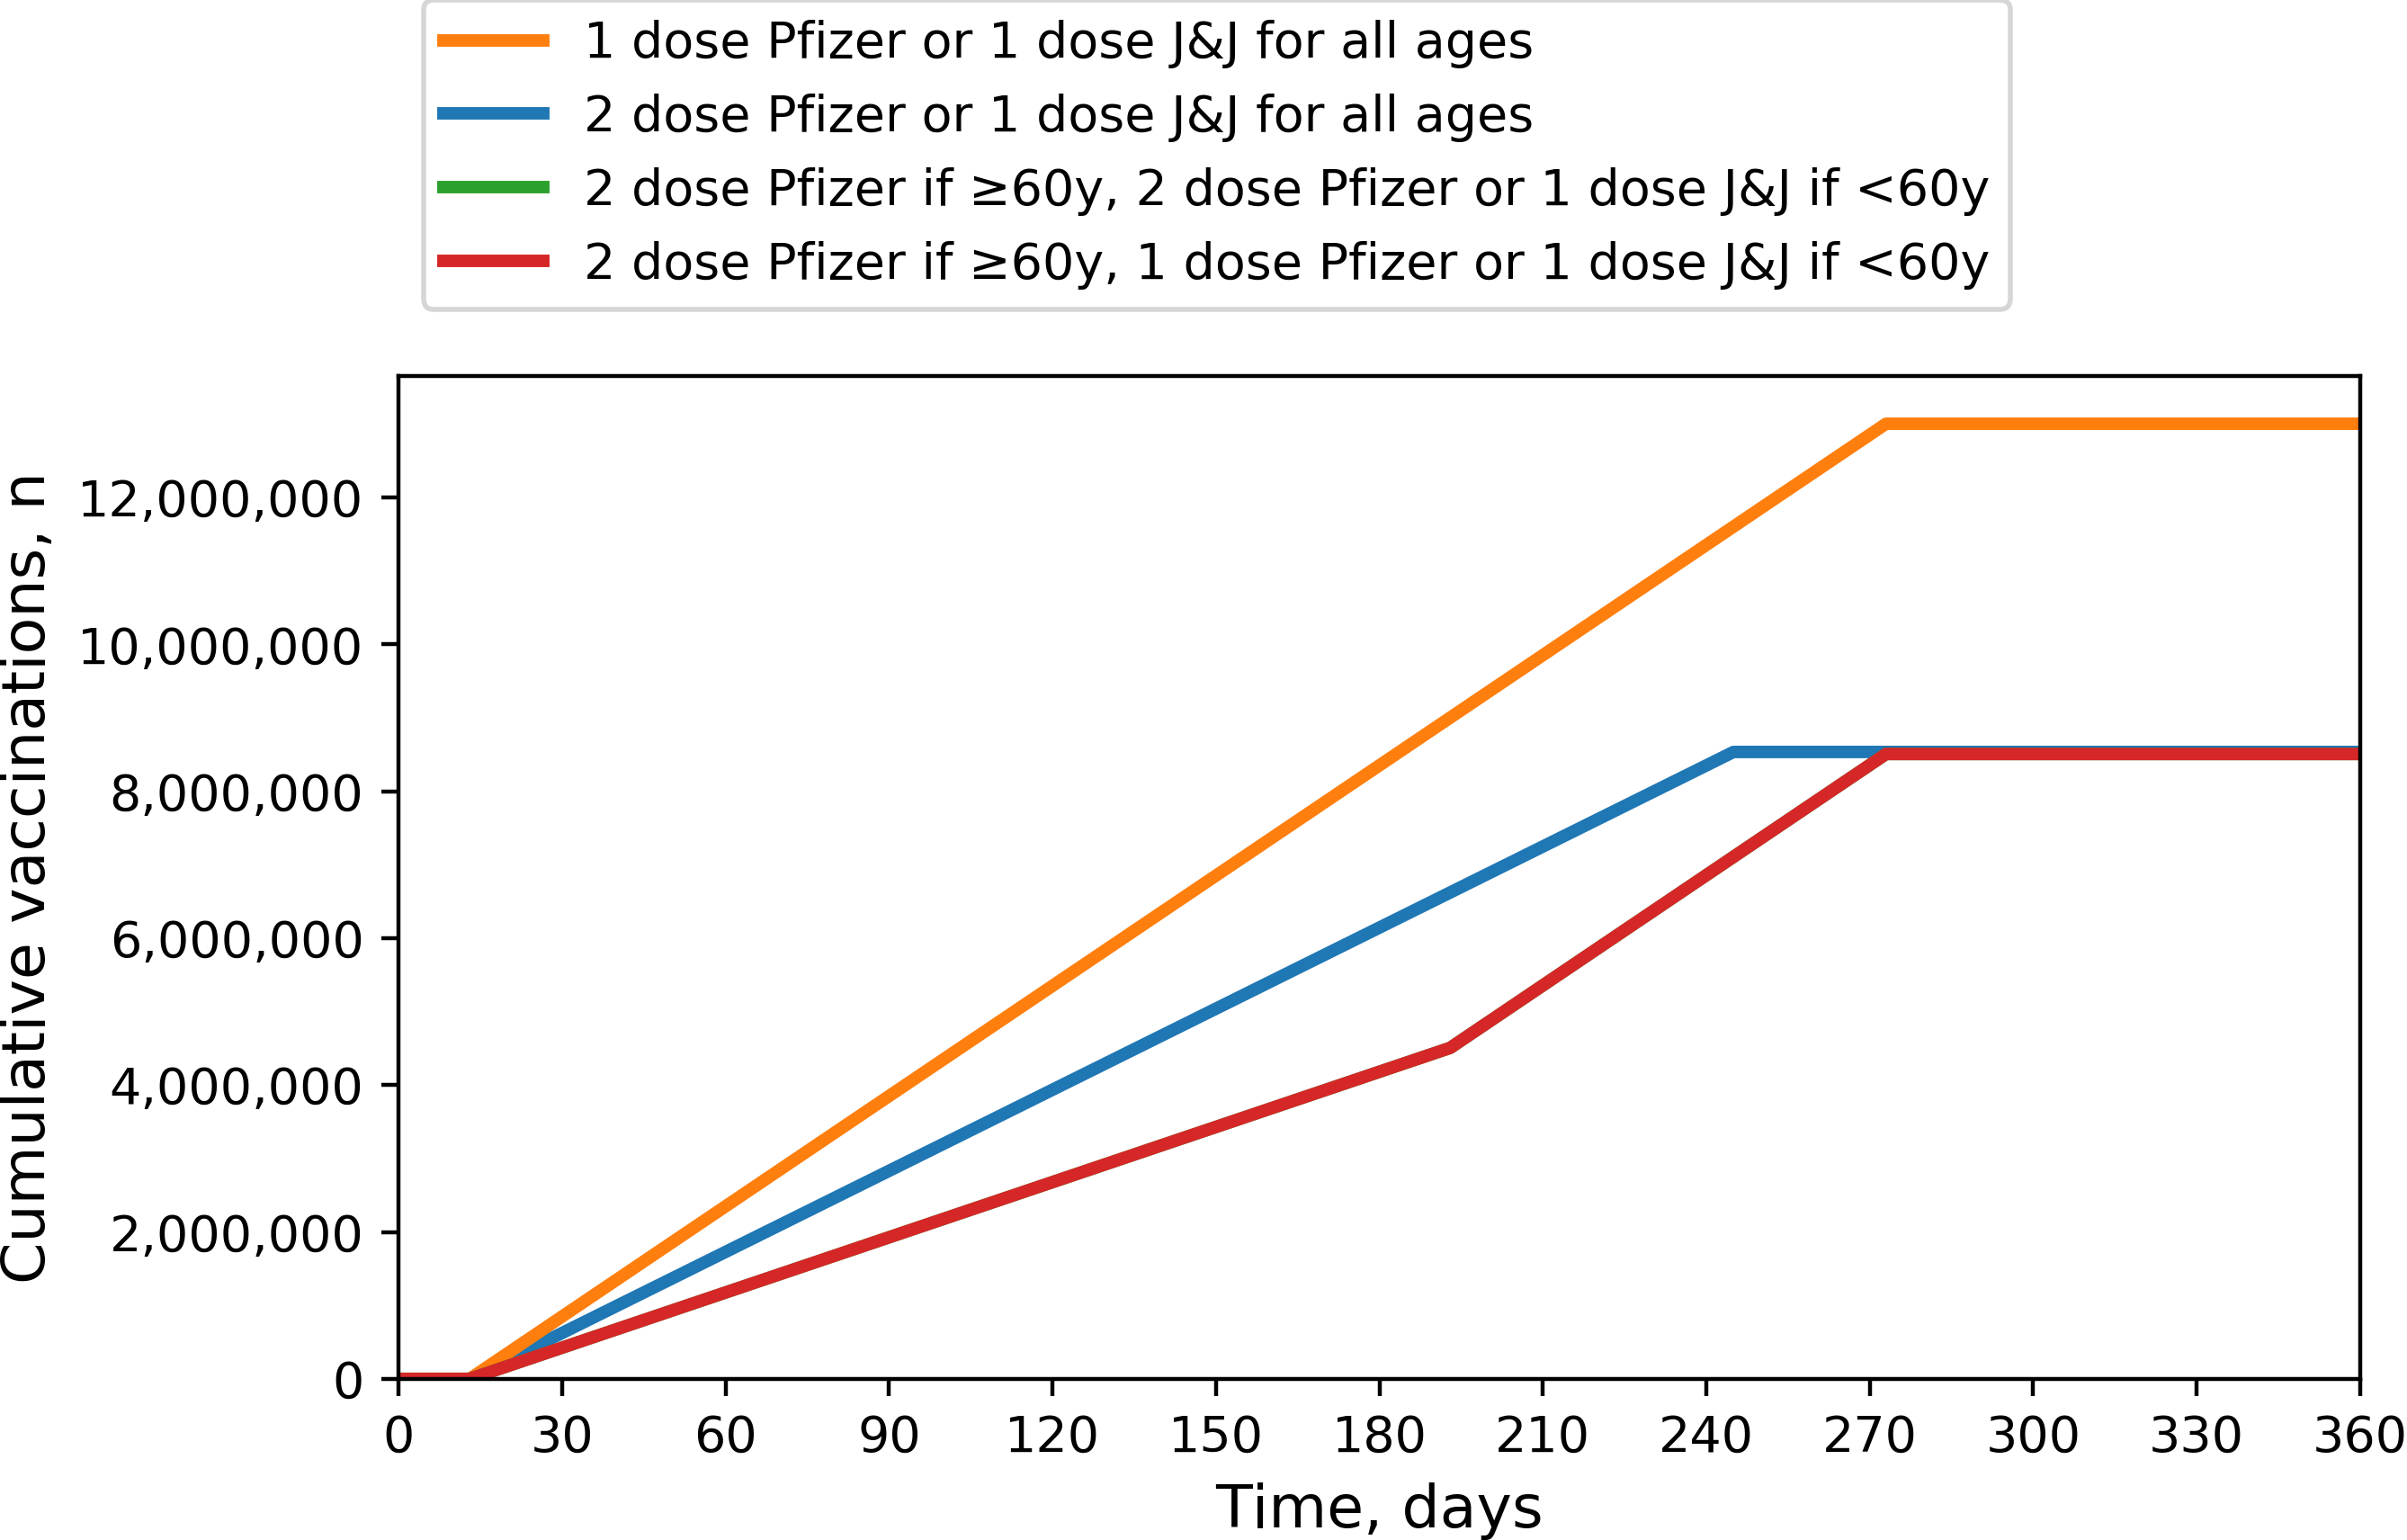 1 dose Pfizer or 1 dose J&J for all ages
2 dose Pfizer or 1 dose J&J for all ages
2 dose Pfizer if ≥60y, 2 dose Pfizer or 1 dose J&J if <60y
2 dose Pfizer if ≥60y, 1 dose Pfizer or 1 dose J&J if <60y
Cumulative vaccinations, n
12,000,000
10,000,000
8,000,000
6,000,000
4,000,000
2,000,000
0
0 30 60 90 120 150 180 210 240 270 300 330 360
Time, days